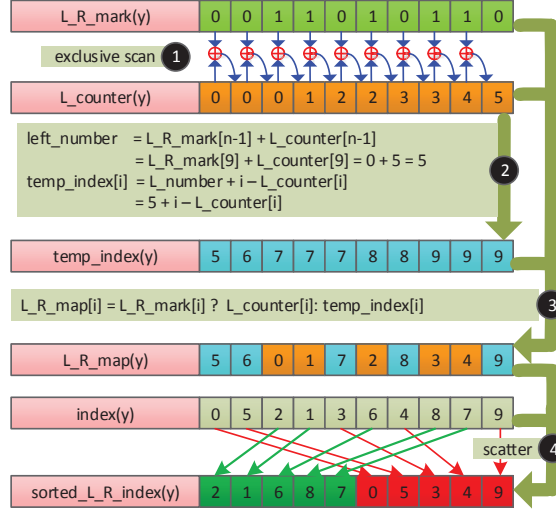 L_R_mark(y) 0 0 1 1 0 1 0 1 1 0
exclusive scan 1
L_counter(y) 0 0 0 1 2 2 3 3 4 5
left_number = L_R_mark[n-1] + L_counter[n-1]
= L_R_mark[9] + L_counter[9] = 0 + 5 = 5
temp_index[i] = L_number + i – L_counter[i]
= 5 + i – L_counter[i]
2
temp_index(y) 5 6 7 7 7 8 8 9 9 9
L_R_map[i] = L_R_mark[i] ? L_counter[i]: temp_index[i] 3
L_R_map(y) 5 6 0 1 7 2 8 3 4 9
index(y) 0 5 2 1 3 6 4 8 7 9
scatter 4
sorted_L_R_index(y) 2 1 6 8 7 0 5 3 4 9